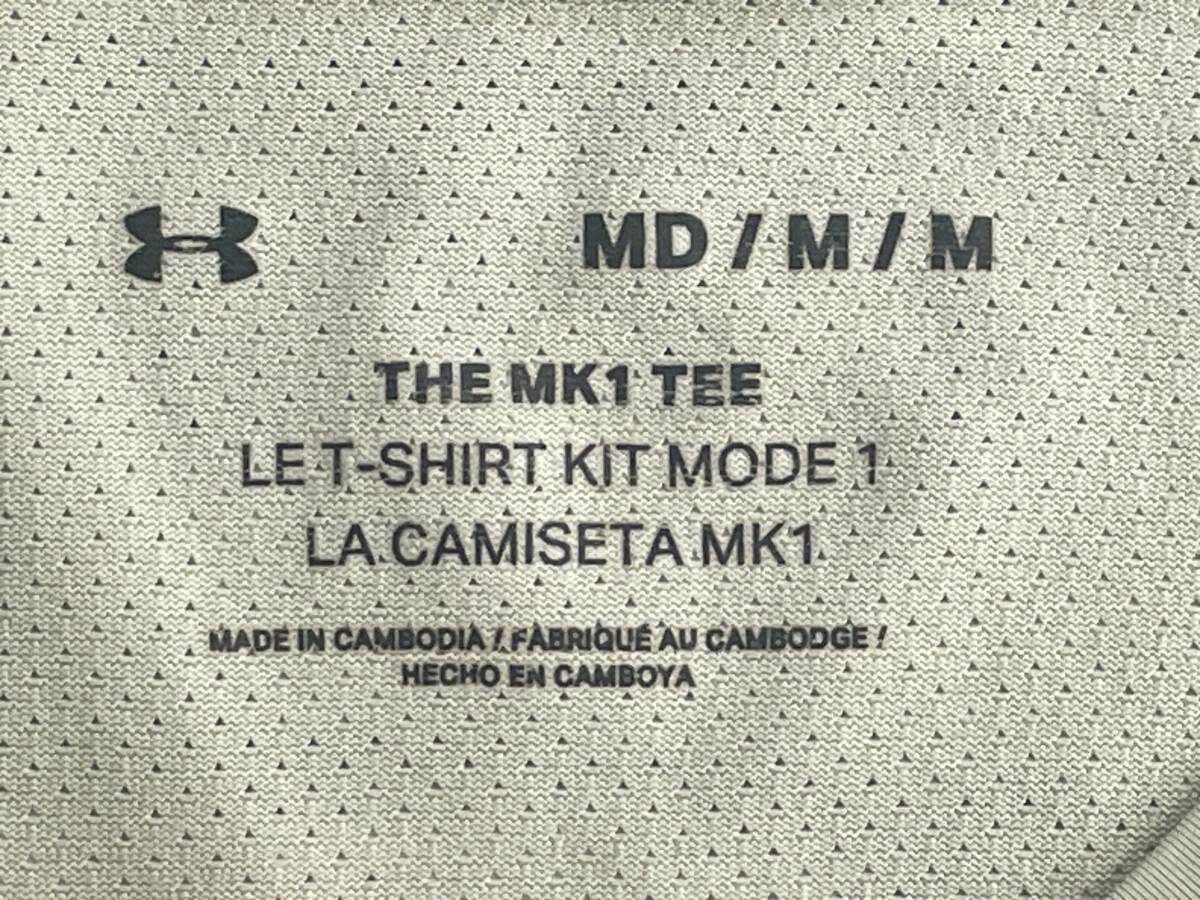 MD / M / M
THE MK1 TEE
LE T-SHIRT KIT MODE 1
LA CAMISETA MK1
MADE IN CAMBODIA / FABRIQUÉ AU CAMBODGE /
HECHO EN CAMBOYA